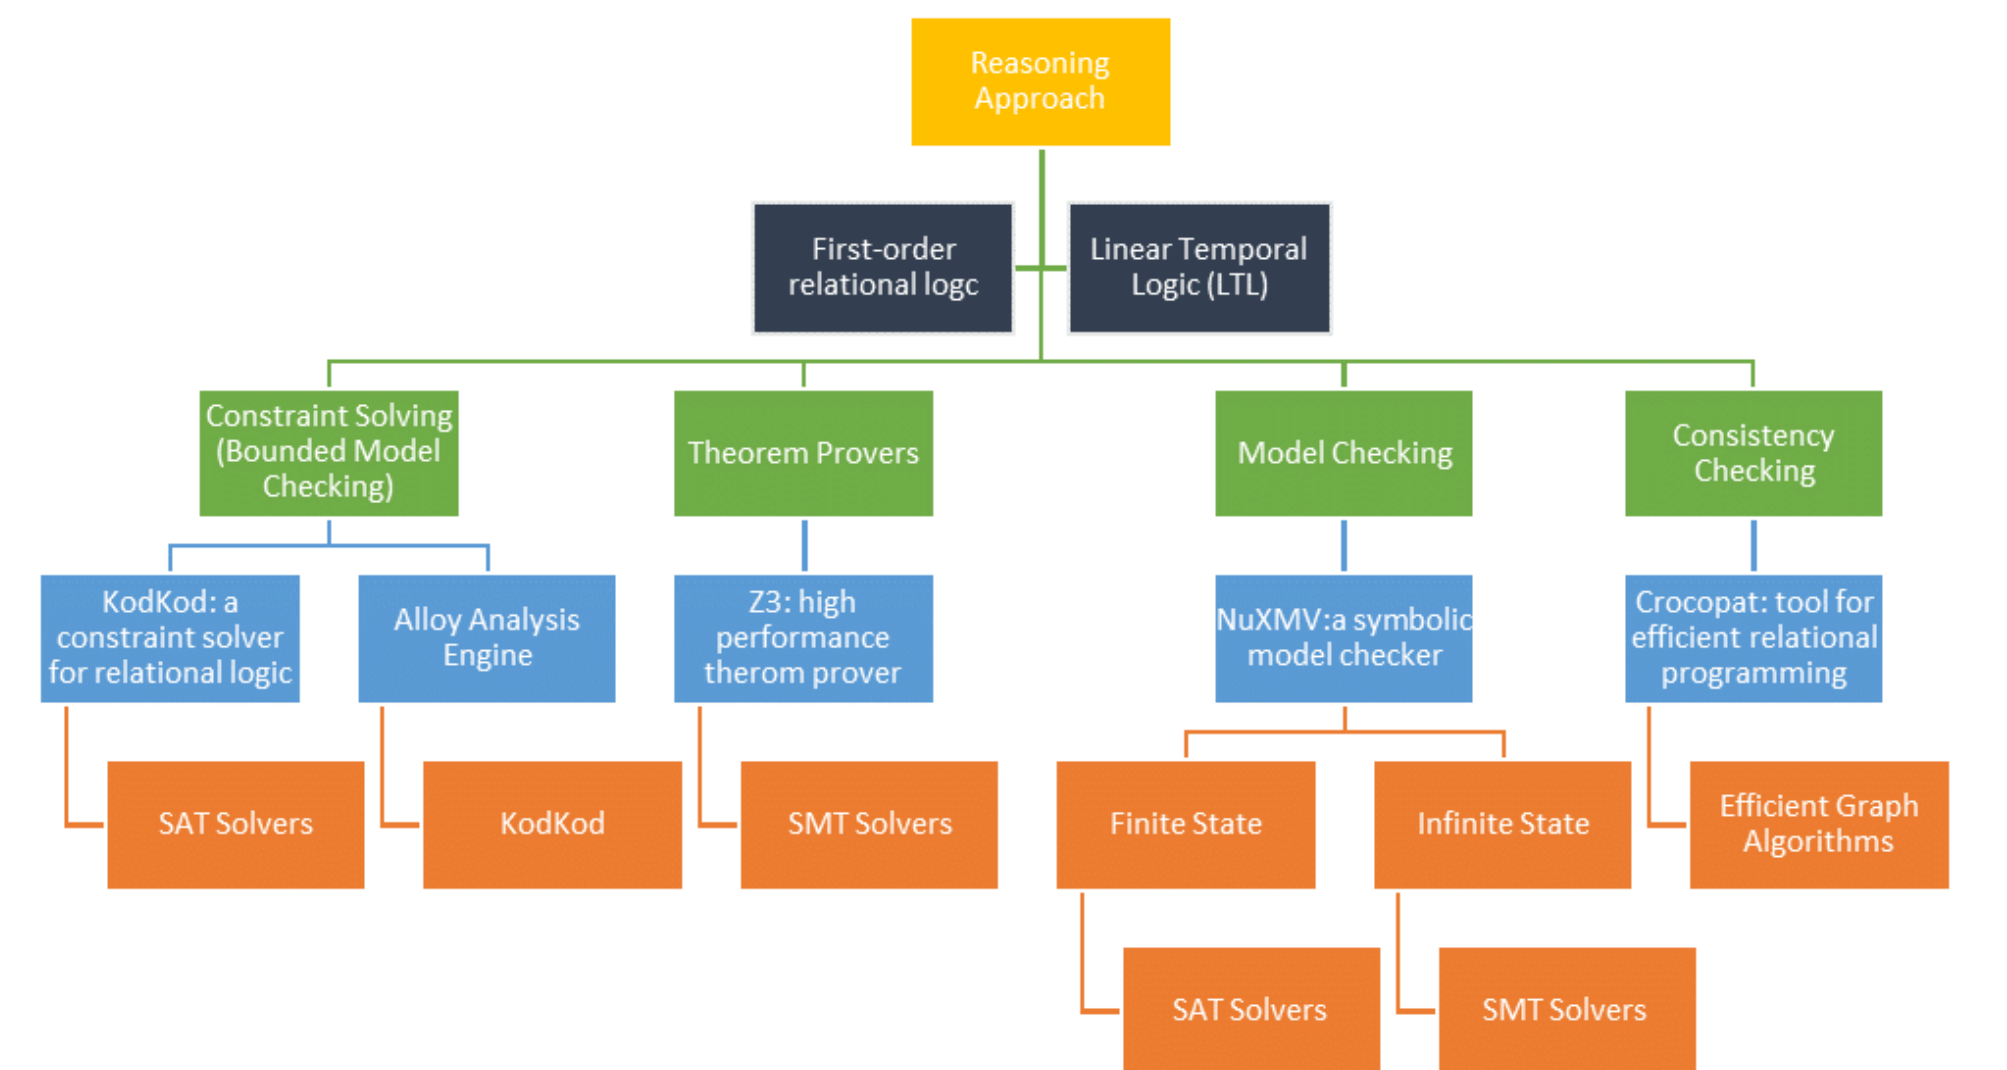 Reasoning
Approach
First-order
relational logc
Linear Temporal
Logic (LTL)
Constraint Solving
(Bounded Model
Checking)
Theorem Provers
Model Checking
Consistency
Checking
KodKod: a
constraint solver
for relational logic
Alloy Analysis
Engine
Z3: high
performance
therom prover
NuXMV:a symbolic
model checker
Crocopat: tool for
efficient relational
programming
SAT Solvers
KodKod
SMT Solvers
Finite State
Infinite State
Efficient Graph
Algorithms
SAT Solvers
SMT Solvers